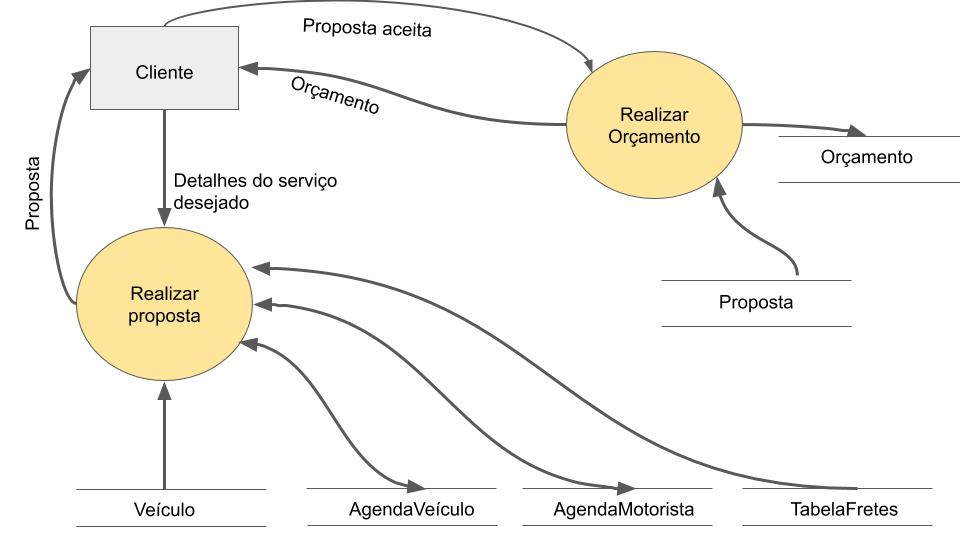 Proposta aceita
Cliente
Orçamento
Realizar
Orçamento
Orçamento
Proposta
Detalhes do serviço
desejado
Realizar
proposta
Proposta
Veículo
AgendaVeículo
AgendaMotorista
TabelaFretes